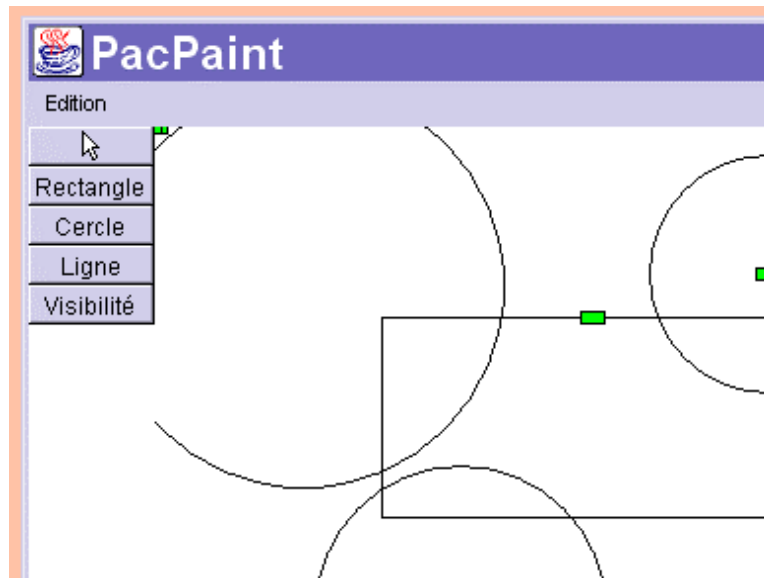 PacPaint
Edition
Rectangle
Cercle
Ligne
Visibilité